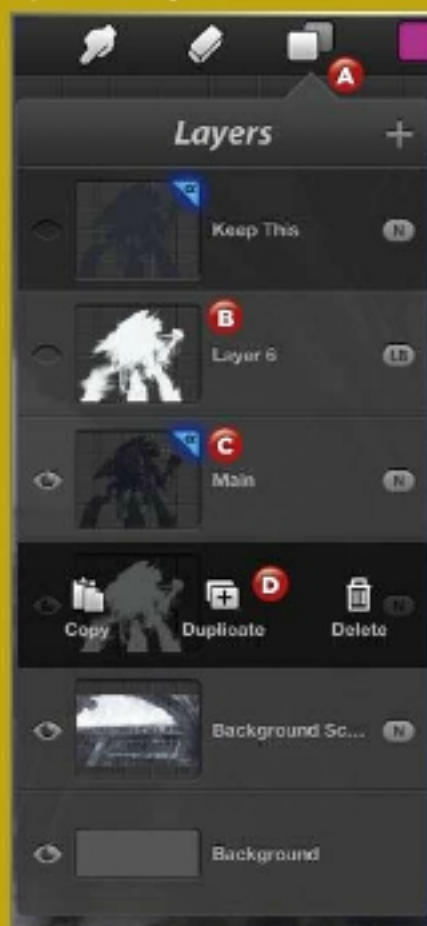 A
Layers +
α
Keep This N
B
Layer 6 LB
α
C
Main N
D
N
Copy Duplicate Delete
Background Sc... N
Background